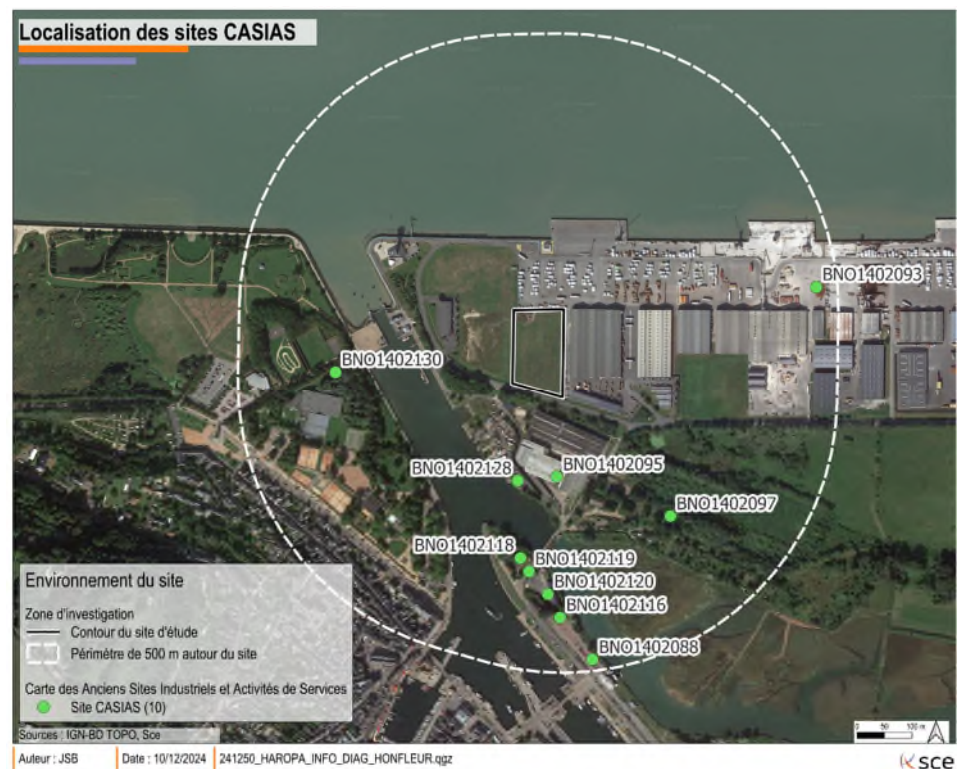 Localisation des sites CASIAS
BNO1402093
BNO1402130
BNO1402128
BNO1402095
BNO1402097
BNO1402118
BNO1402119
BNO1402120
BNO1402116
BNO1402088
Environnement du site
Zone d'investigation
Contour du site d'étude
Périmètre de 500 m autour du site
Carte des Anciens Sites Industriels et Activités de Services
Site CASIAS (10)
Sources : IGN-BD TOPO, Sce
0 50 100 m
Auteur : JSB Date : 10/12/2024 241250_HAROPA_INFO_DIAG_HONFLEUR.qgz
sce